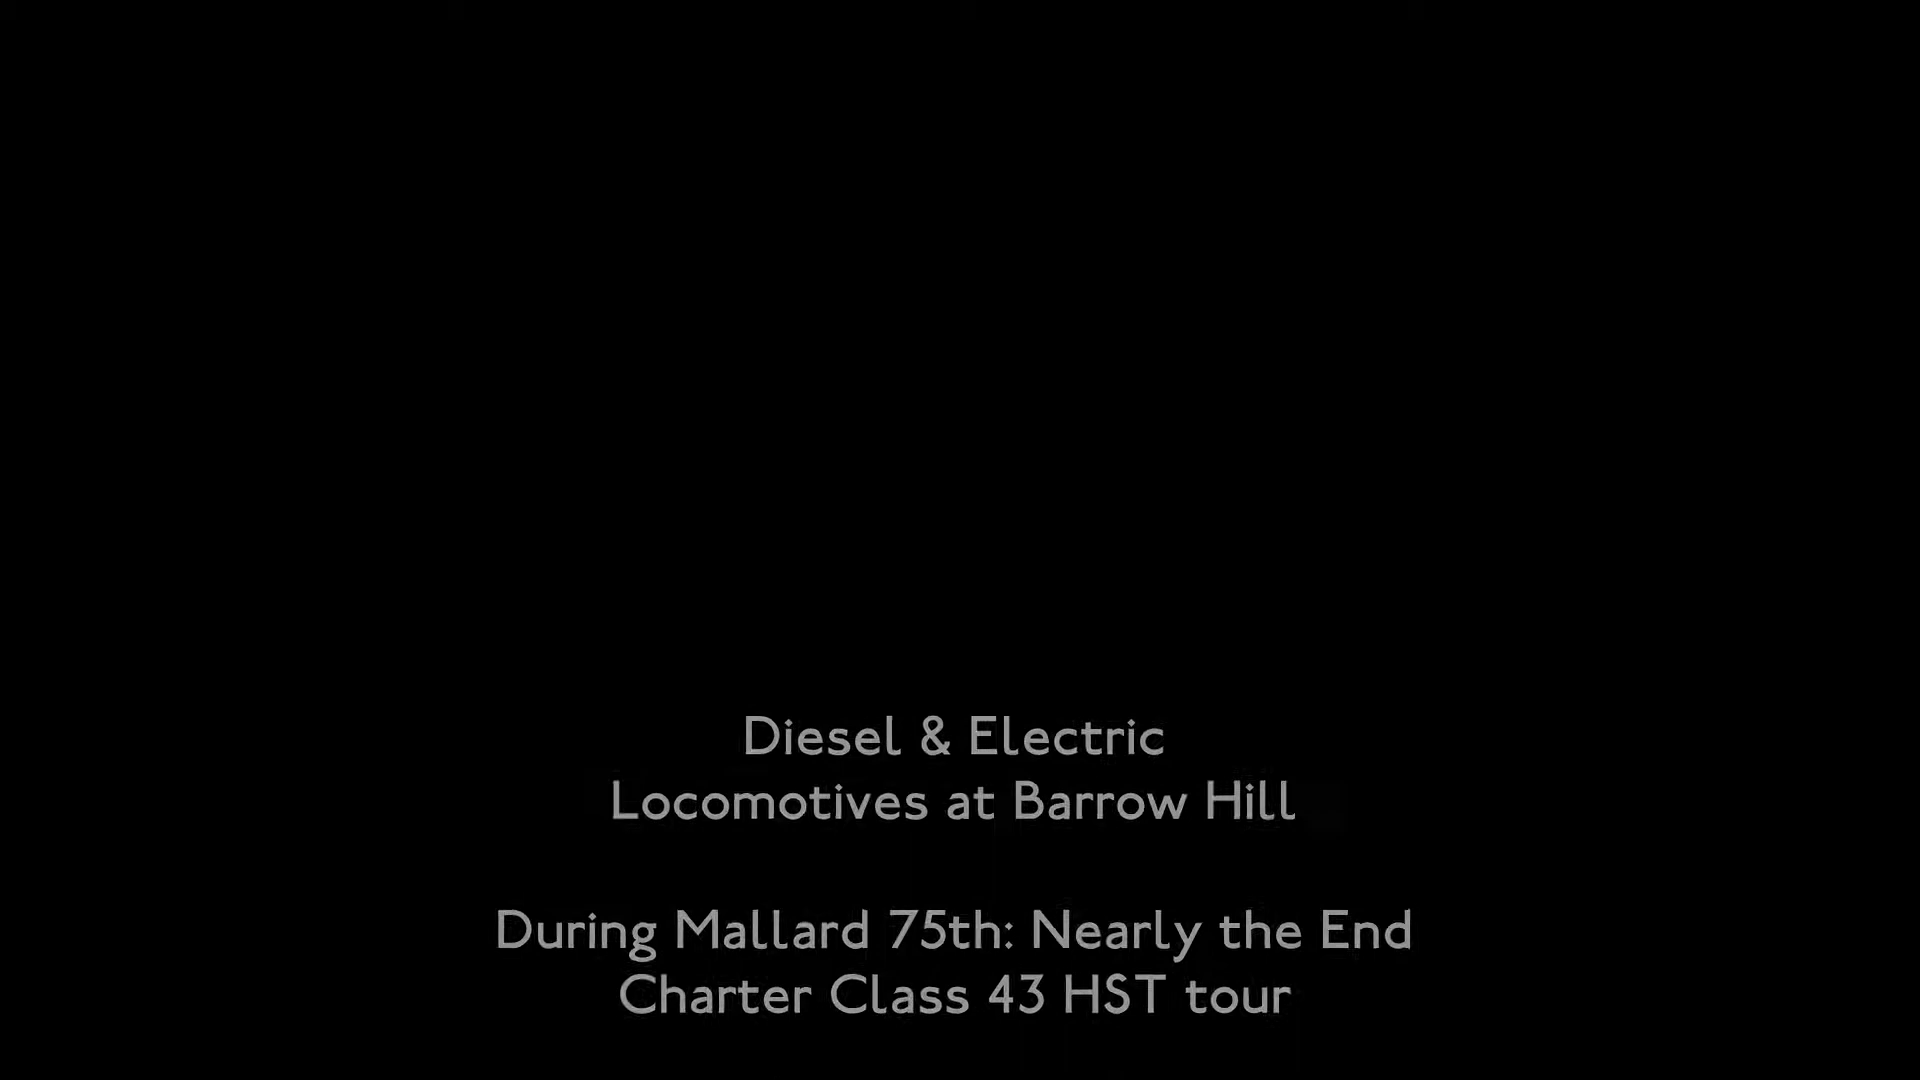 Diesel & Electric
Locomotives at Barrow Hill
During Mallard 75th: Nearly the End
Charter Class 43 HST tour